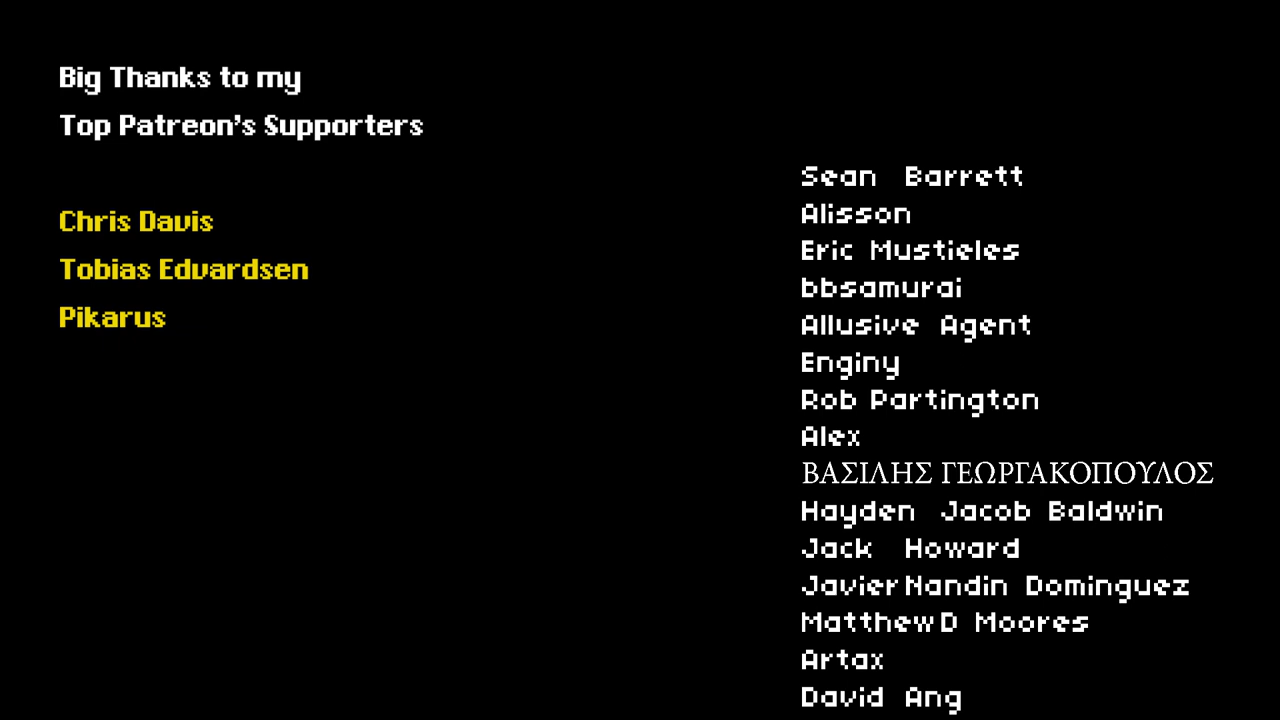 Big Thanks to my
Top Patreon's Supporters
Chris Davis
Tobias Edvardsen
Pikarus
Sean Barrett
Alisson
Eric Mustieles
bbsamurai
Allusive Agent
Enginy
Rob Partington
Alex
ΒΑΣΙΛΗΣ ΓΕΩΡΓΑΚΟΠΟΥΛΟΣ
Hayden Jacob Baldwin
Jack Howard
Javier Nandin Dominguez
Matthew D Moores
Artax
David Ang